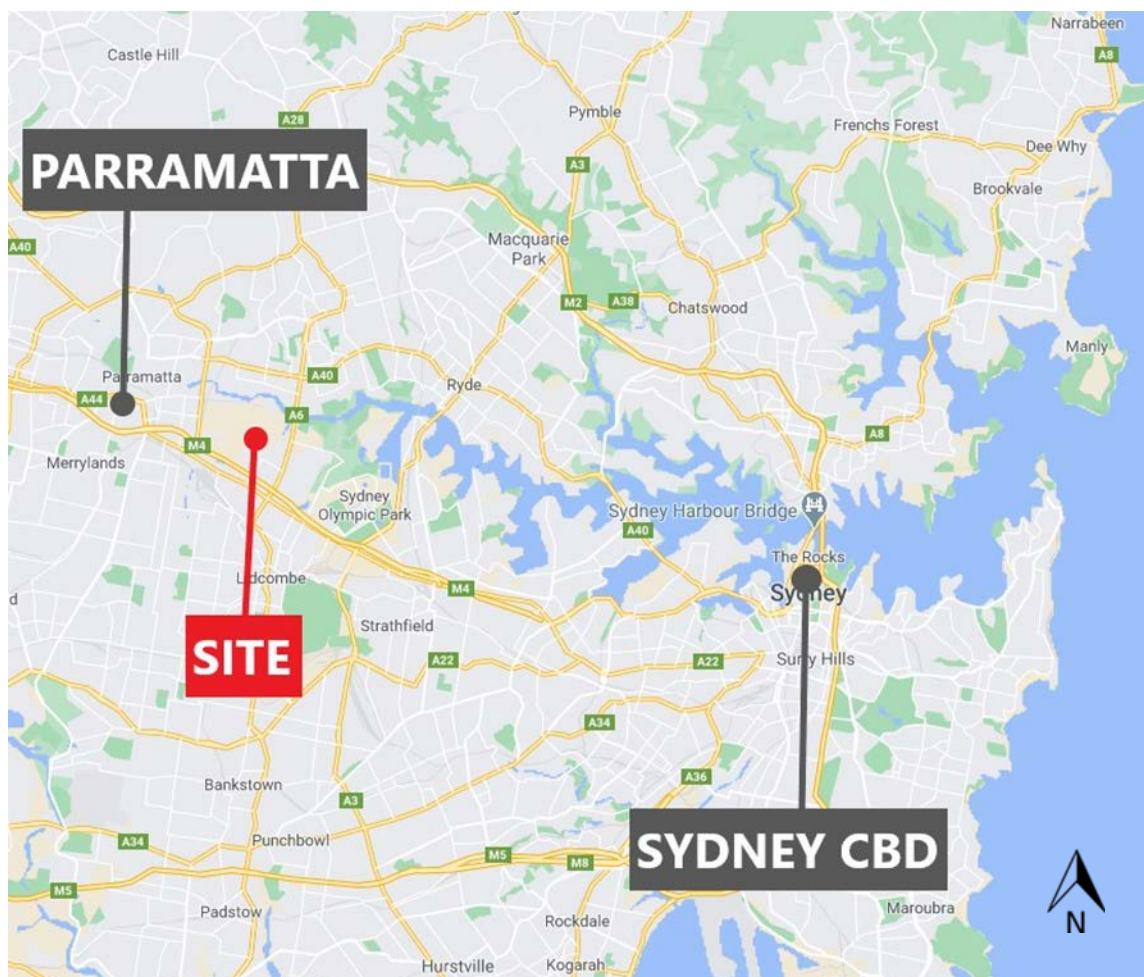 Narrabeen
Castle Hill
A8
A28
Pymble
Frenchs Forest
Dee Why
A3
PARRAMATTA
Brookvale
A40
Macquarie
Park
M2
A38
Chatswood
Manly
Parramatta
A40
Ryde
A44
A6
A8
M4
Merrylands
Sydney
Olympic Park
Sydney Harbour Bridge
A40
The Rocks
Lidcombe
M4
Sydney
d
Strathfield
SITE
A22
A22
Surry Hills
A34
Bankstown
A36
A3
A34
Punchbowl
SYDNEY CBD
M5
M8
M5
Padstow
Rockdale
Maroubra
N
Hurstville
Kogarah